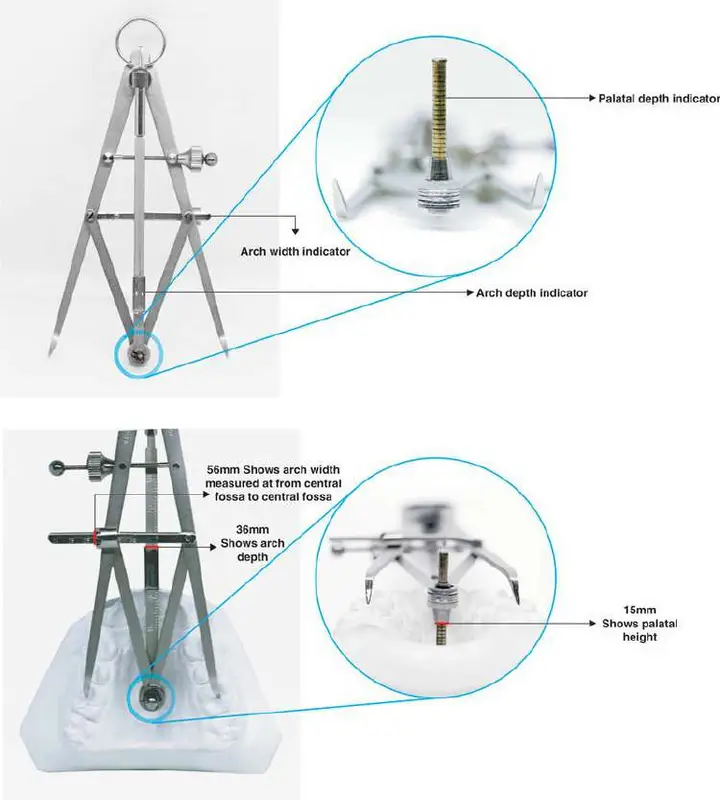 Palatal depth indicator
Arch width indicator
Arch depth indicator
56mm Shows arch width
measured at from central
fossa to central fossa
36mm
Shows arch
depth
15mm
Shows palatal
height